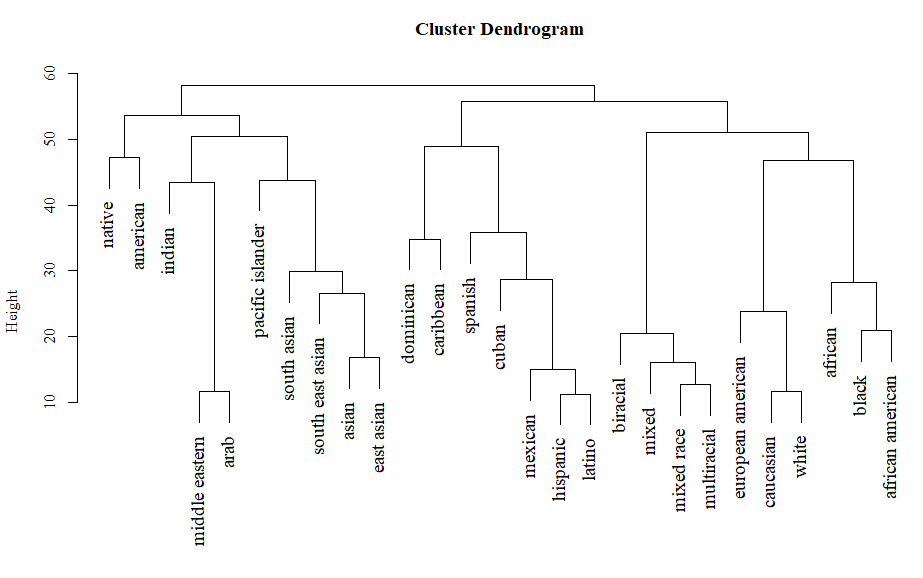 Cluster Dendrogram
Height
60
50
40
30
20
10
native
american
indian
middle eastern
arab
pacific islander
south asian
south east asian
asian
east asian
dominican
caribbean
spanish
cuban
mexican
hispanic
latino
biracial
mixed
mixed race
multiracial
european american
caucasian
white
african
black
african american